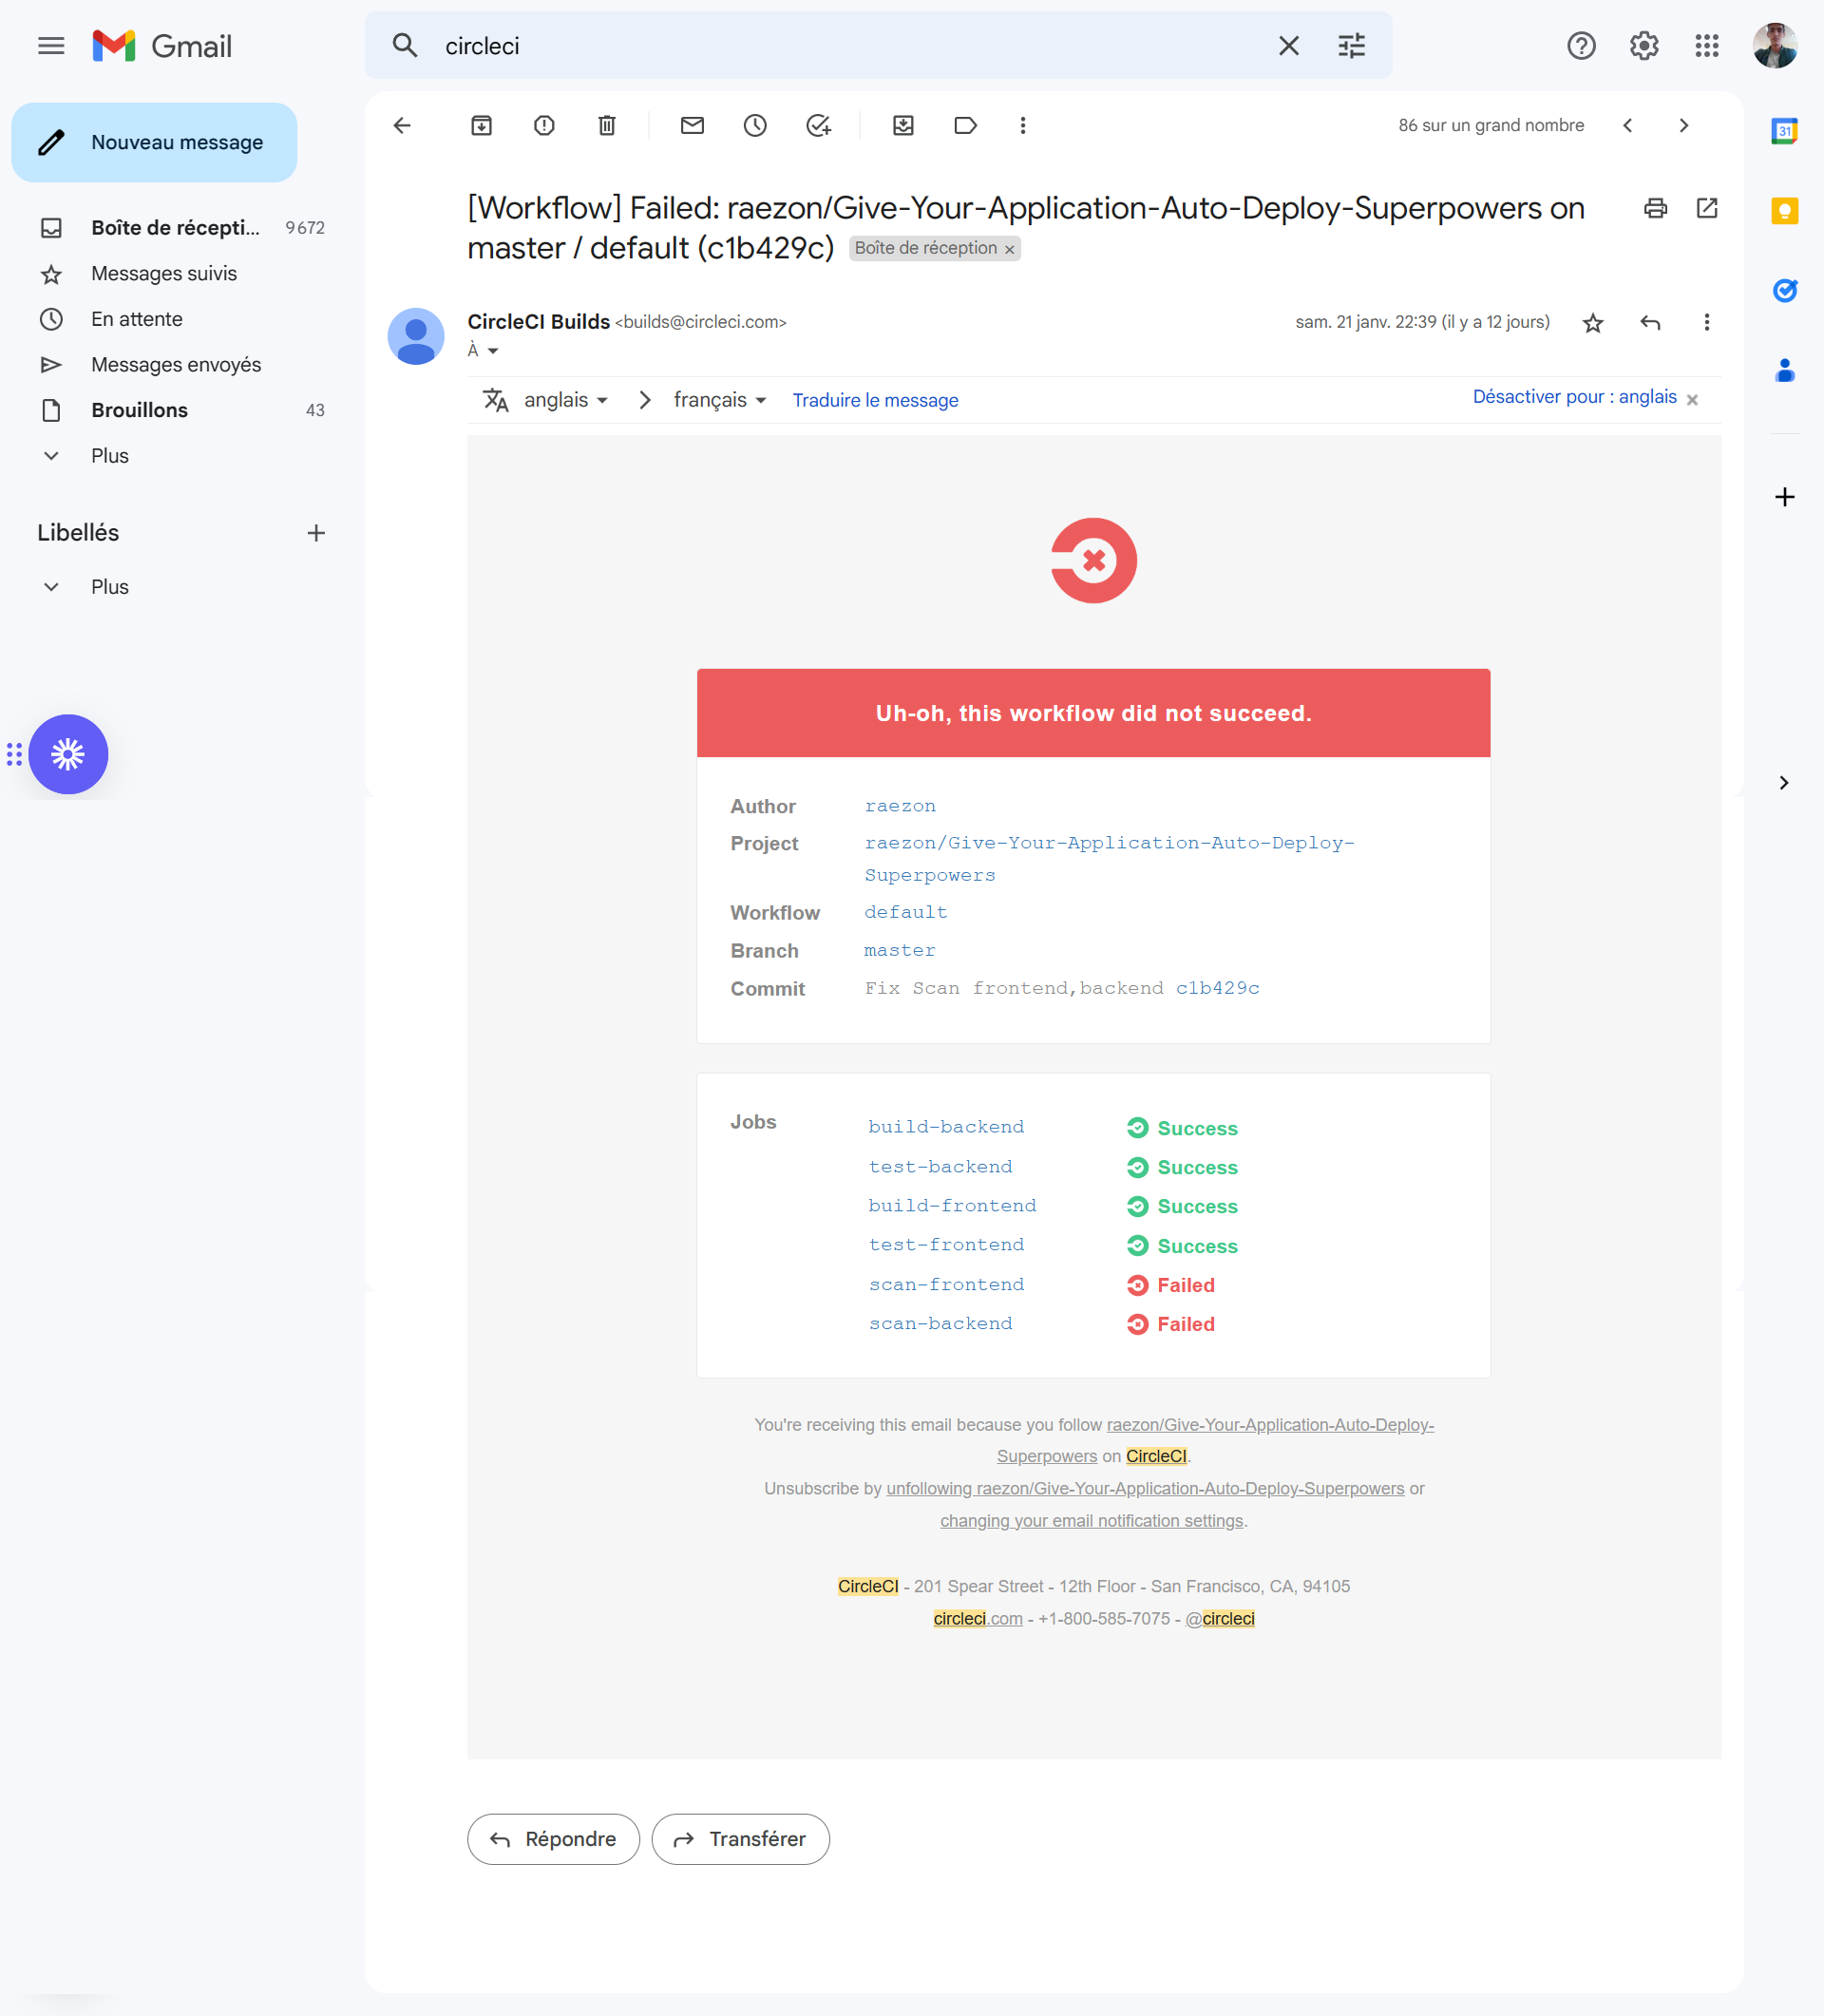 Gmail
circleci
Nouveau message
86 sur un grand nombre
Boîte de récepti... 9 672
Messages suivis
En attente
Messages envoyés
Brouillons 43
Plus
Libellés
Plus
[Workflow] Failed: raezon/Give-Your-Application-Auto-Deploy-Superpowers on
master / default (c1b429c) Boîte de réception ×
CircleCI Builds <builds@circleci.com> sam. 21 janv. 22:39 (il y a 12 jours)
À
anglais français Traduire le message Désactiver pour : anglais ×
Uh-oh, this workflow did not succeed.
Author raezon
Project raezon/Give-Your-Application-Auto-Deploy-
Superpowers
Workflow default
Branch master
Commit Fix Scan frontend,backend c1b429c
Jobs build-backend Success
test-backend Success
build-frontend Success
test-frontend Success
scan-frontend Failed
scan-backend Failed
You're receiving this email because you follow raezon/Give-Your-Application-Auto-Deploy-
Superpowers on CircleCI.
Unsubscribe by unfollowing raezon/Give-Your-Application-Auto-Deploy-Superpowers or
changing your email notification settings.
CircleCI - 201 Spear Street - 12th Floor - San Francisco, CA, 94105
circleci.com - +1-800-585-7075 - @circleci
Répondre Transférer
31